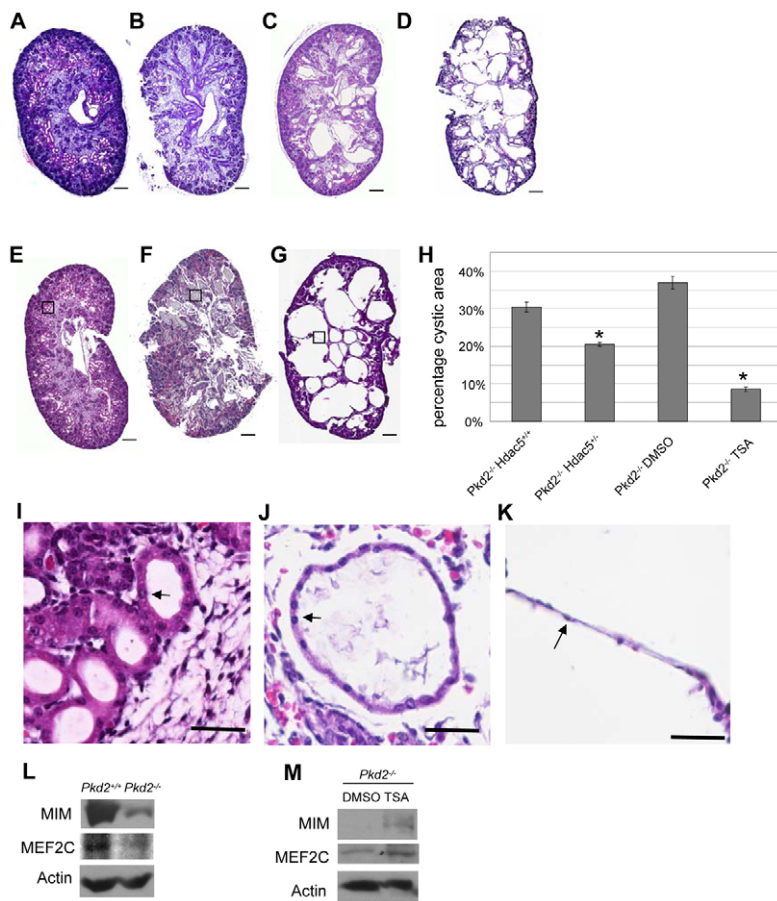 A
B
C
D
E
F
G
H
percentage cystic area
40%
30%
20%
10%
0%
*
*
Pkd2-/- Hdac5+/+
Pkd2-/- Hdac5+/-
Pkd2-/- DMSO
Pkd2-/- TSA
I
J
K
L
Pkd2+/+ Pkd2-/-
MIM
MEF2C
Actin
M
Pkd2-/-
DMSO TSA
MIM
MEF2C
Actin